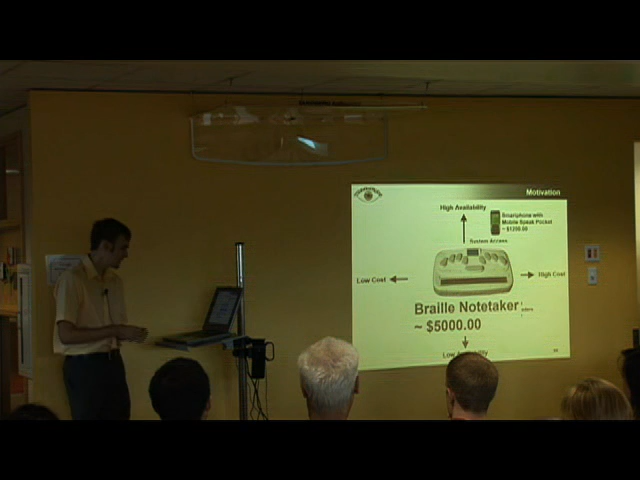 Motivation
High Availability
Smartphone with
Mobile Speak Pocket
~ $1200.00
System Access
Low Cost
High Cost
Braille Notetaker
~ $5000.00